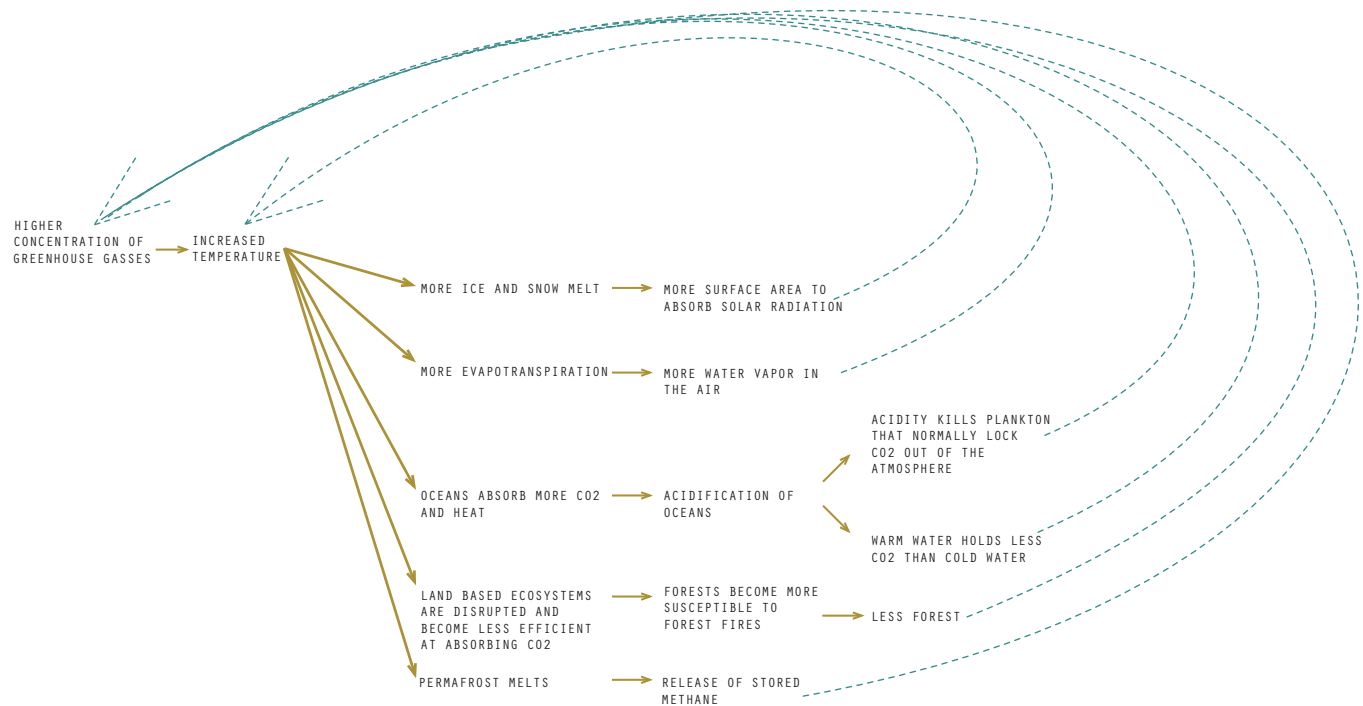 HIGHER
CONCENTRATION OF
GREENHOUSE GASSES
INCREASED
TEMPERATURE
MORE ICE AND SNOW MELT
MORE SURFACE AREA TO
ABSORB SOLAR RADIATION
MORE EVAPOTRANSPIRATION
MORE WATER VAPOR IN
THE AIR
OCEANS ABSORB MORE CO2
AND HEAT
ACIDIFICATION OF
OCEANS
ACIDITY KILLS PLANKTON
THAT NORMALLY LOCK
CO2 OUT OF THE
ATMOSPHERE
WARM WATER HOLDS LESS
CO2 THAN COLD WATER
LAND BASED ECOSYSTEMS
ARE DISRUPTED AND
BECOME LESS EFFICIENT
AT ABSORBING CO2
FORESTS BECOME MORE
SUSCEPTIBLE TO
FOREST FIRES
LESS FOREST
PERMAFROST MELTS
RELEASE OF STORED
METHANE